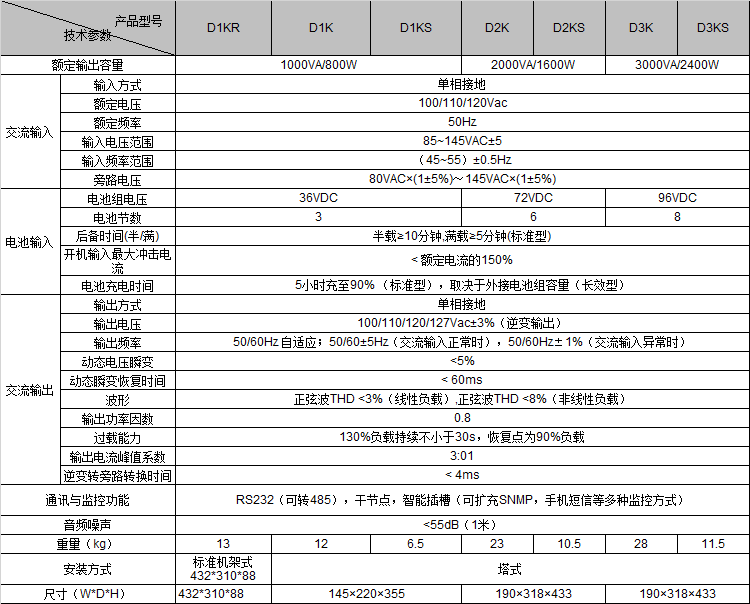 产品型号
技术参数
D1KR D1K D1KS D2K D2KS D3K D3KS
额定输出容量 1000VA/800W 2000VA/1600W 3000VA/2400W
交流输入
输入方式 单相接地
额定电压 100/110/120Vac
额定频率 50Hz
输入电压范围 85~145VAC±5
输入频率范围 （45~55）±0.5Hz
旁路电压 80VAC×(1±5%)～145VAC×(1±5%)
电池输入
电池组电压 36VDC 72VDC 96VDC
电池节数 3 6 8
后备时间(半/满) 半载≥10分钟,满载≥5分钟(标准型)
开机输入最大冲击电
流
＜额定电流的150%
电池充电时间 5小时充至90%（标准型），取决于外接电池组容量（长效型）
交流输出
输出方式 单相接地
输出电压 100/110/120/127Vac±3%（逆变输出）
输出频率 50/60Hz自适应；50/60±5Hz（交流输入正常时），50/60Hz± 1%（交流输入异常时）
动态电压瞬变 <5%
动态瞬变恢复时间 ＜60ms
波形 正弦波THD <3%（线性负载）,正弦波THD <8%（非线性负载）
输出功率因数 0.8
过载能力 130%负载持续不小于30s，恢复点为90%负载
输出电流峰值系数 3:01
逆变转旁路转换时间 ＜4ms
通讯与监控功能 RS232（可转485），干节点，智能插槽（可扩充SNMP，手机短信等多种监控方式）
音频噪声 <55dB（1米）
重量（kg） 13 12 6.5 23 10.5 28 11.5
安装方式 标准机架式
432*310*88
塔式
尺寸（W*D*H） 432*310*88 145×220×355 190×318×433 190×318×433